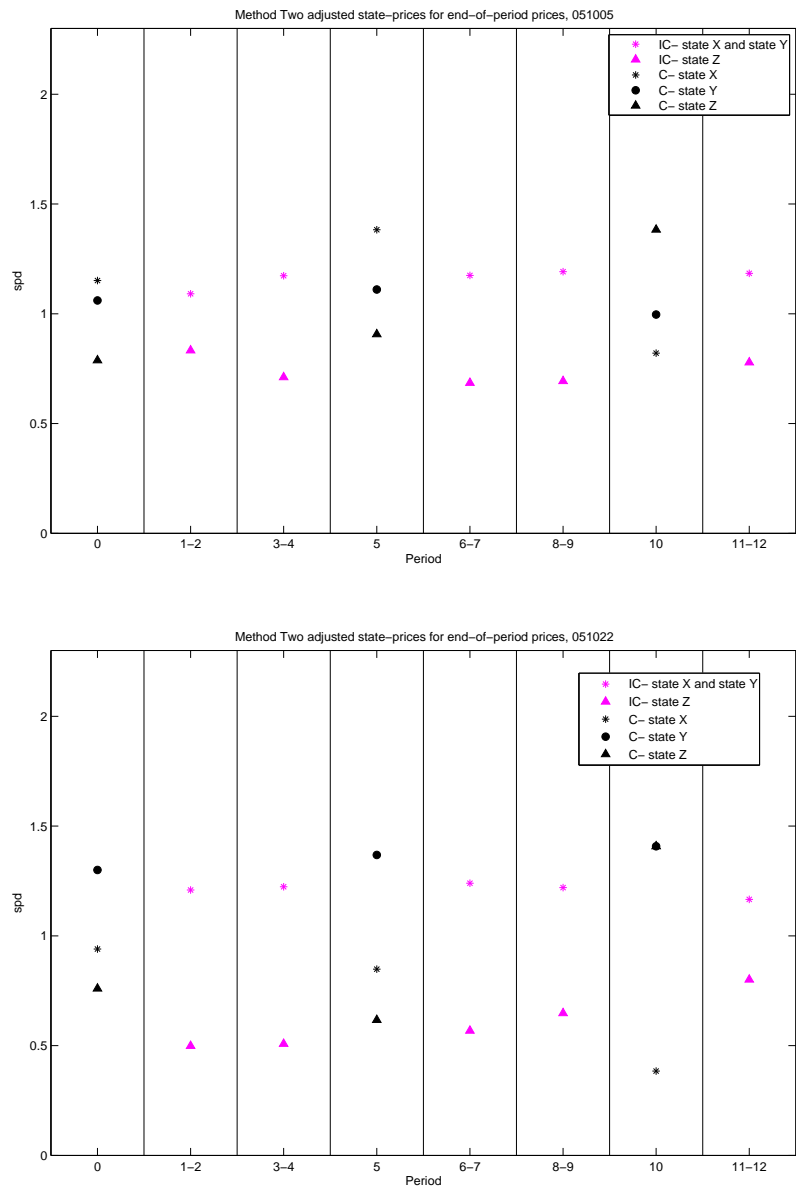 Method Two adjusted state−prices for end−of−period prices, 051005
IC− state X and state Y
IC− state Z
C− state X
C− state Y
C− state Z
2
1.5
1
0.5
0
spd
0 1−2 3−4 5 6−7 8−9 10 11−12
Period
Method Two adjusted state−prices for end−of−period prices, 051022
IC− state X and state Y
IC− state Z
C− state X
C− state Y
C− state Z
2
1.5
1
0.5
0
spd
0 1−2 3−4 5 6−7 8−9 10 11−12
Period